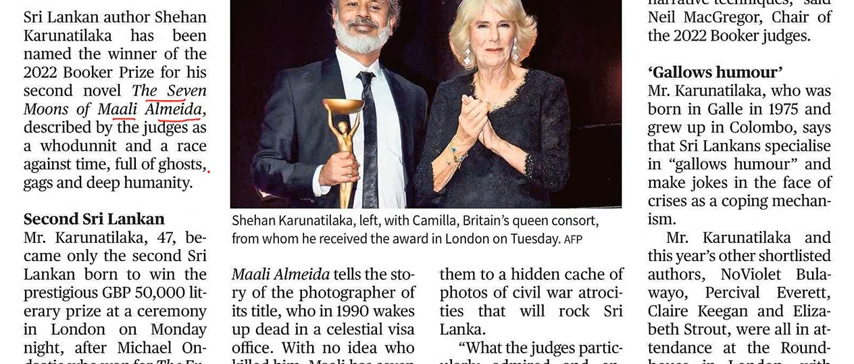 Sri Lankan author Shehan
Karunatilaka has been
named the winner of the
2022 Booker Prize for his
second novel The Seven
Moons of Maali Almeida,
described by the judges as
a whodunnit and a race
against time, full of ghosts,
gags and deep humanity.
Second Sri Lankan
Mr. Karunatilaka, 47, be-
came only the second Sri
Lankan born to win the
prestigious GBP 50,000 lit-
erary prize at a ceremony
in London on Monday
night, after Michael On-
Shehan Karunatilaka, left, with Camilla, Britain's queen consort,
from whom he received the award in London on Tuesday. AFP
Maali Almeida tells the sto-
ry of the photographer of
its title, who in 1990 wakes
up dead in a celestial visa
office. With no idea who
them to a hidden cache of
photos of civil war atroci-
ties that will rock Sri
Lanka.
"What the judges partic-
narrative techniques," said
Neil MacGregor, Chair of
the 2022 Booker judges.
'Gallows humour'
Mr. Karunatilaka, who was
born in Galle in 1975 and
grew up in Colombo, says
that Sri Lankans specialise
in "gallows humour" and
make jokes in the face of
crises as a coping mechan-
ism.
Mr. Karunatilaka and
this year's other shortlisted
authors, NoViolet Bula-
wayo, Percival Everett,
Claire Keegan and Eliza-
beth Strout, were all in at-
tendance at the Round-